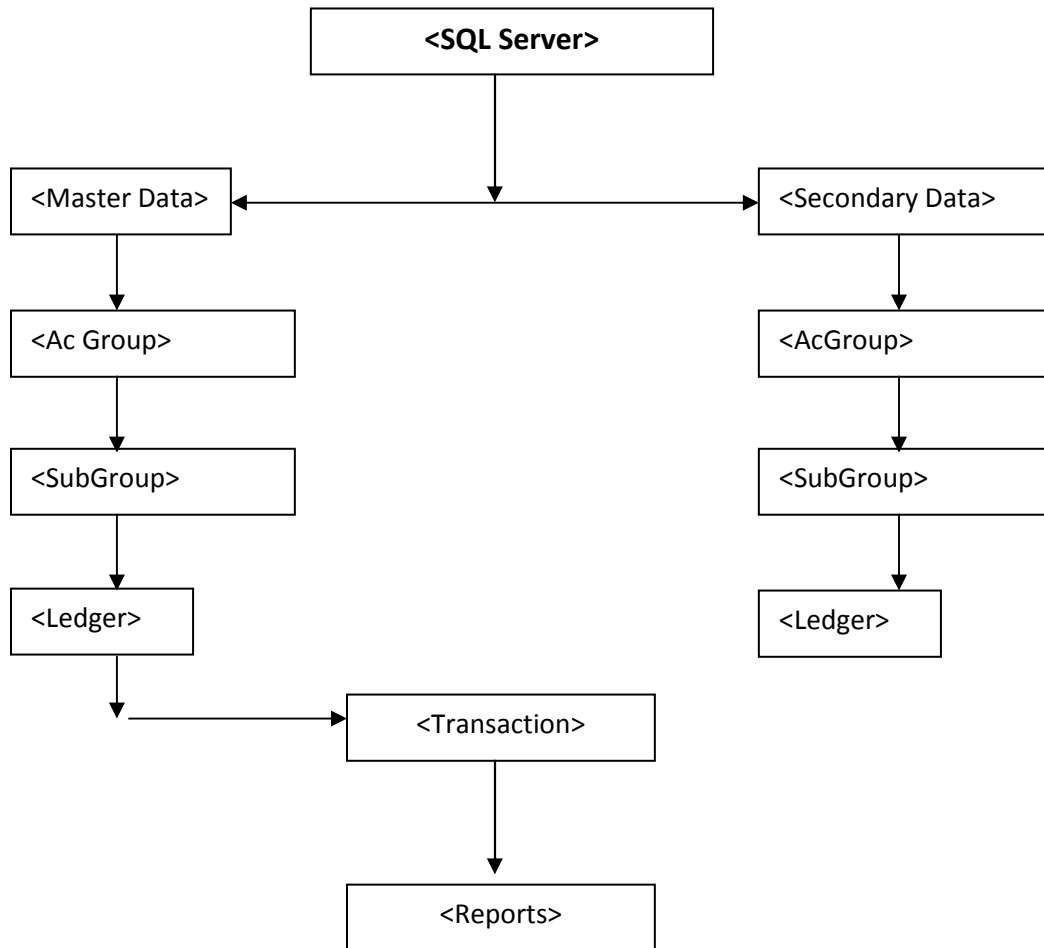 <SQL Server>
<Master Data>
<Secondary Data>
<Ac Group>
<AcGroup>
<SubGroup>
<SubGroup>
<Ledger>
<Ledger>
<Transaction>
<Reports>